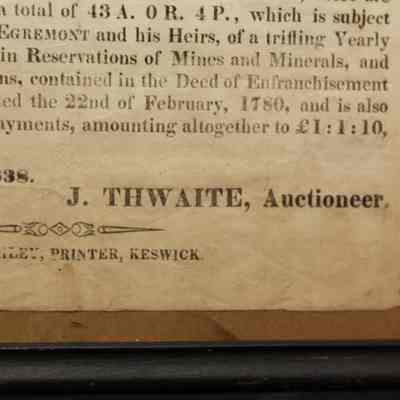 a total of 43 A. 0 R. 4 P., which is subject
EGREMONT and his Heirs, of a trifling Yearly
in Reservations of Mines and Minerals, and
ns, contained in the Deed of Enfranchisement
ed the 22nd of February, 1780, and is also
ayments, amounting altogether to £1:1:10,
838.
J. THWAITE, Auctioneer.
PRINTER, KESWICK.